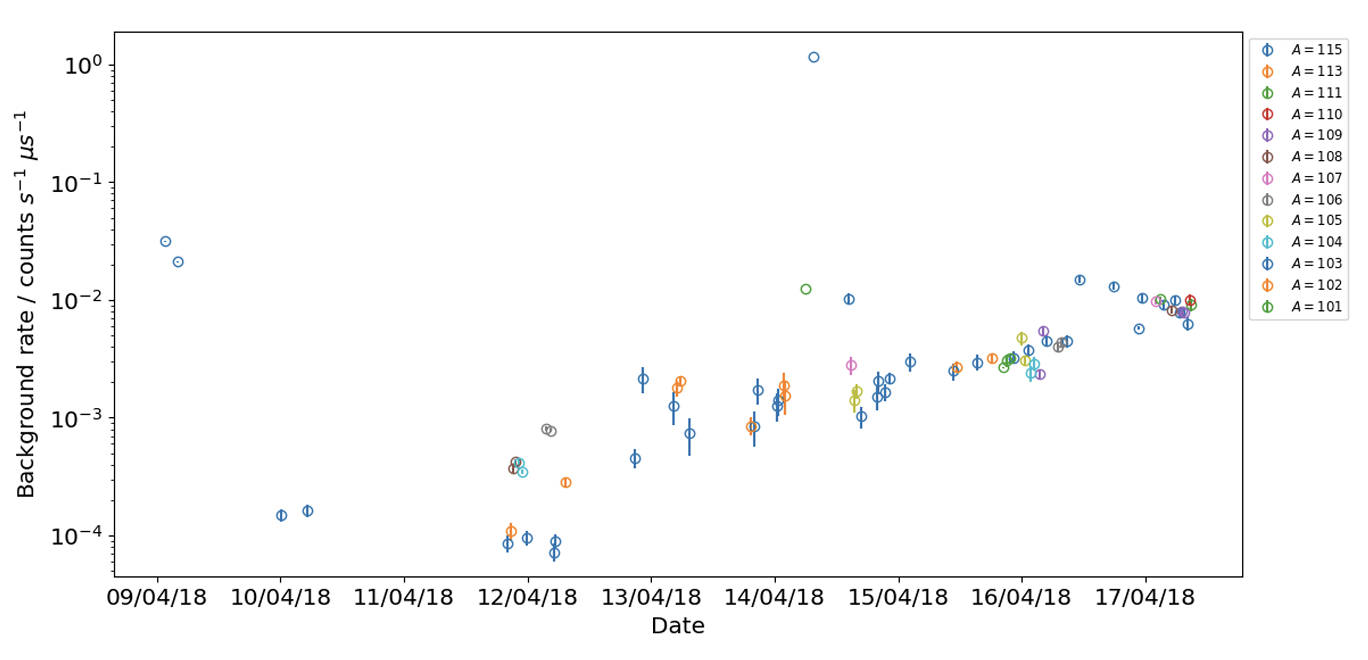 Background rate / counts s⁻¹ μs⁻¹
10⁰
10⁻¹
10⁻²
10⁻³
10⁻⁴
09/04/18 10/04/18 11/04/18 12/04/18 13/04/18 14/04/18 15/04/18 16/04/18 17/04/18
Date
A = 115
A = 113
A = 111
A = 110
A = 109
A = 108
A = 107
A = 106
A = 105
A = 104
A = 103
A = 102
A = 101